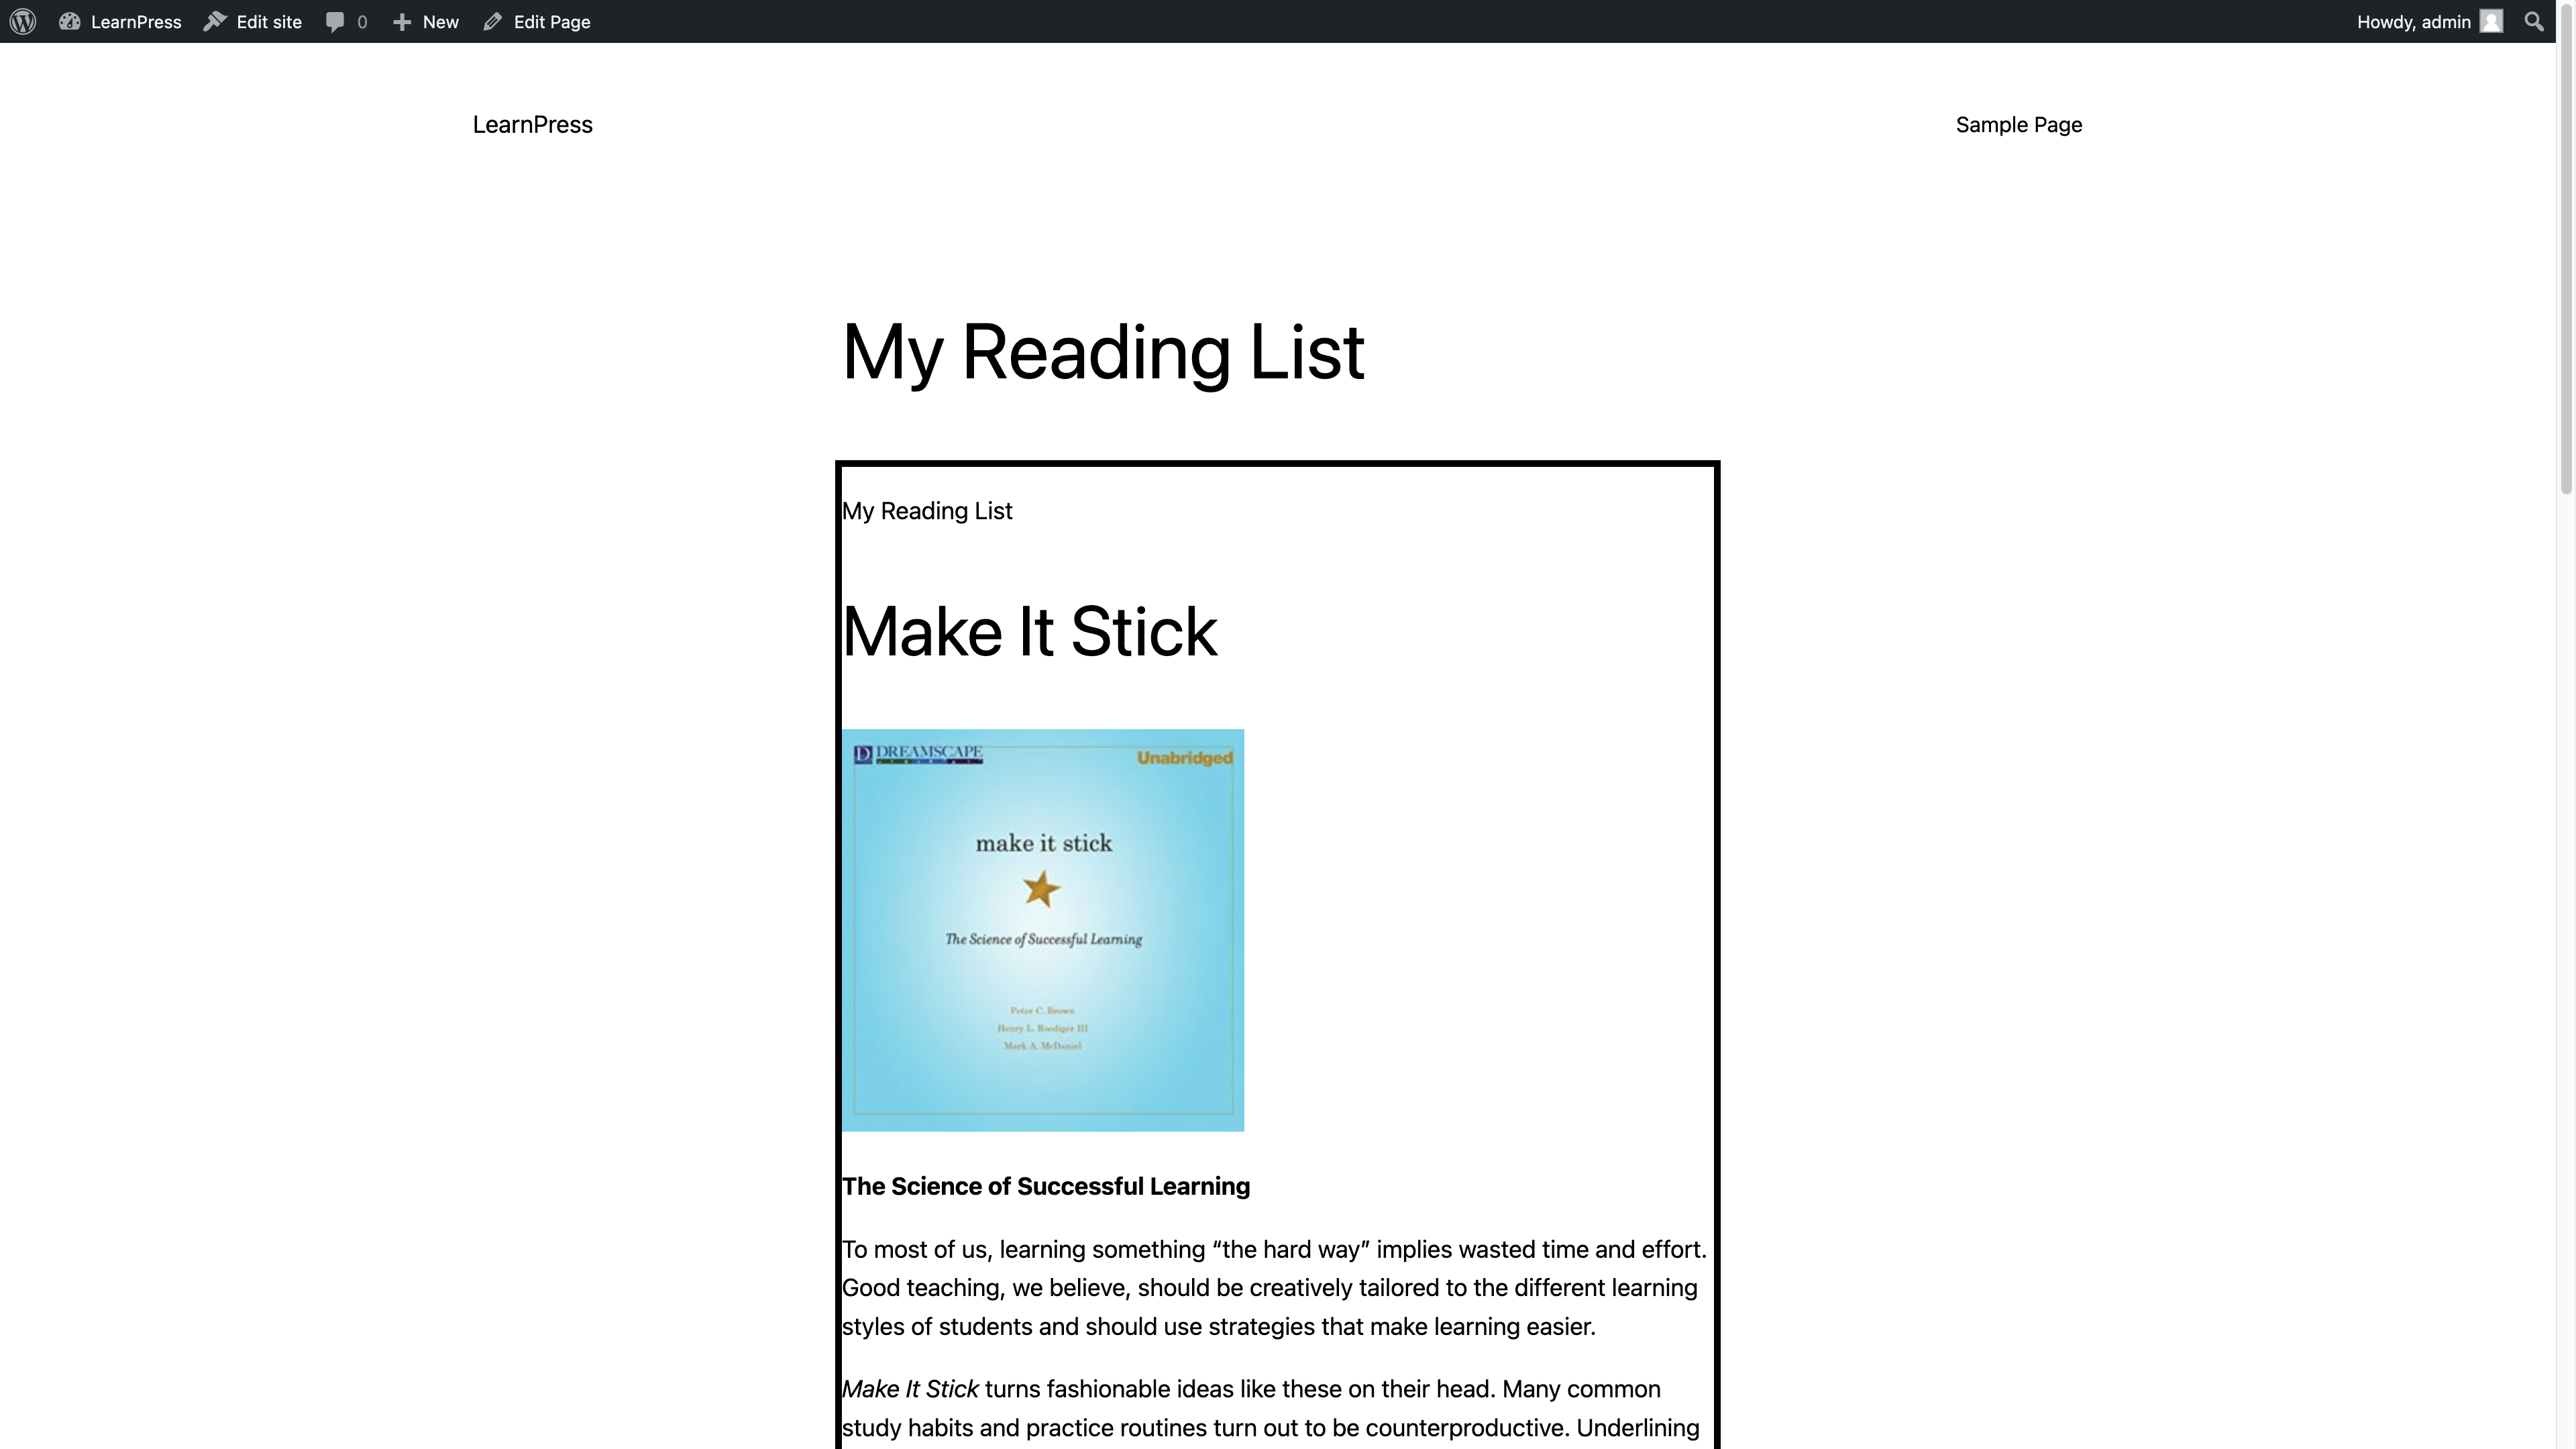 LearnPress Edit site 0 New Edit Page Howdy, admin
LearnPress Sample Page
My Reading List
My Reading List
Make It Stick
DREAMSCAPE Unabridged
make it stick
The Science of Successful Learning
Peter C. Brown
Henry L. Roediger III
Mark A. McDaniel
The Science of Successful Learning
To most of us, learning something “the hard way” implies wasted time and effort.
Good teaching, we believe, should be creatively tailored to the different learning
styles of students and should use strategies that make learning easier.
Make It Stick turns fashionable ideas like these on their head. Many common
study habits and practice routines turn out to be counterproductive. Underlining